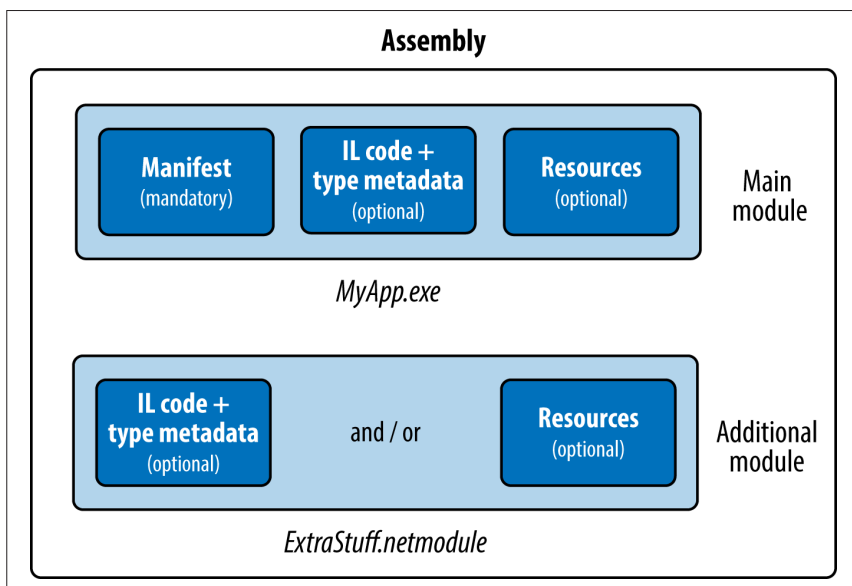 Assembly
Manifest
(mandatory)
IL code +
type metadata
(optional)
Resources
(optional)
Main
module
MyApp.exe
IL code +
type metadata
(optional)
and / or
Resources
(optional)
Additional
module
ExtraStuff.netmodule